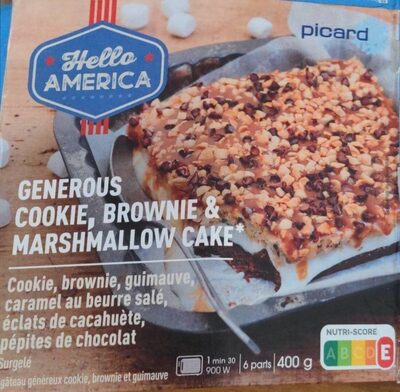 Hello
AMERICA
picard
GENEROUS
COOKIE, BROWNIE &
MARSHMALLOW CAKE*
Cookie, brownie, guimauve,
caramel au beurre salé,
éclats de cacahuète,
pépites de chocolat
Surgelé
gâteau généreux cookie, brownie et guimauve
1 min 30
900 W
6 parts
400 g
NUTRI-SCORE
A B C D E